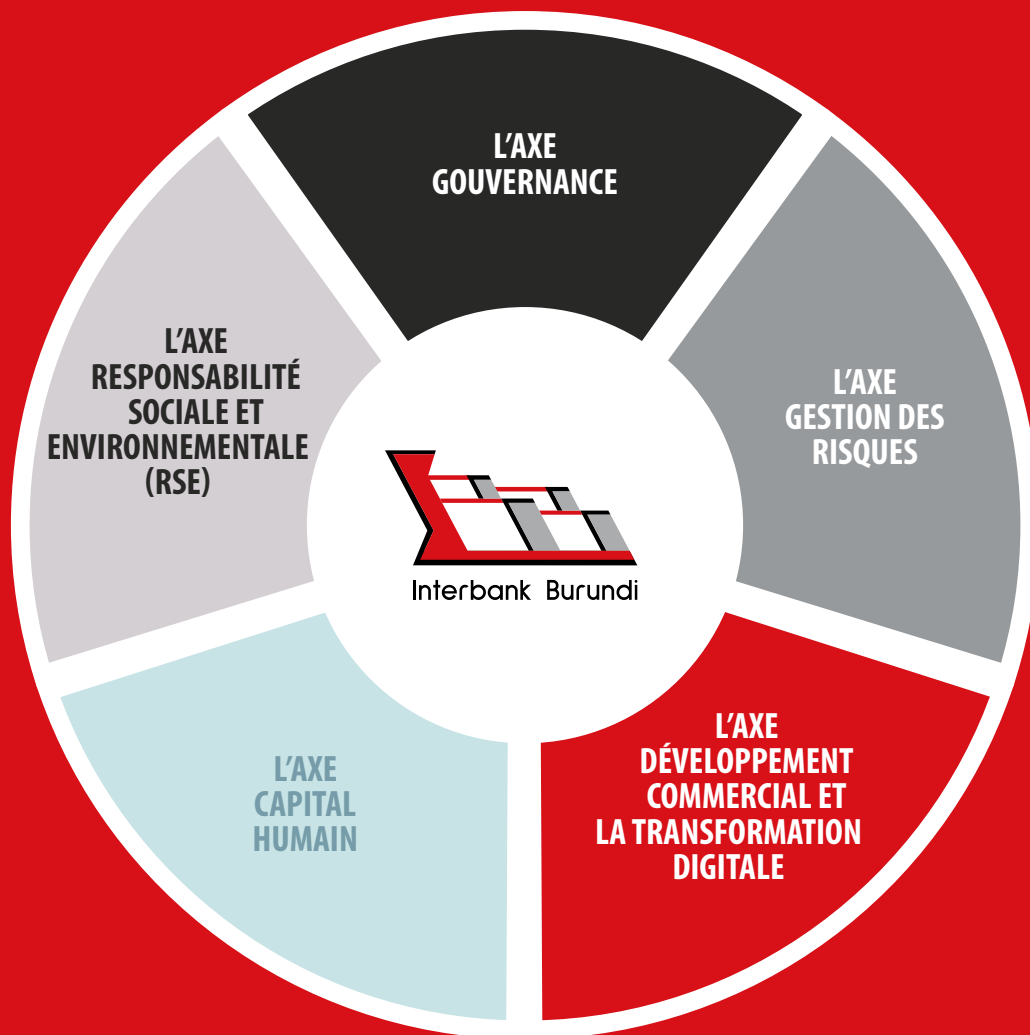 L'AXE
GOUVERNANCE
L'AXE
GESTION DES
RISQUES
L'AXE
DÉVELOPPEMENT
COMMERCIAL ET
LA TRANSFORMATION
DIGITALE
L'AXE
CAPITAL
HUMAIN
L'AXE
RESPONSABILITÉ
SOCIALE ET
ENVIRONNEMENTALE
(RSE)
Interbank Burundi